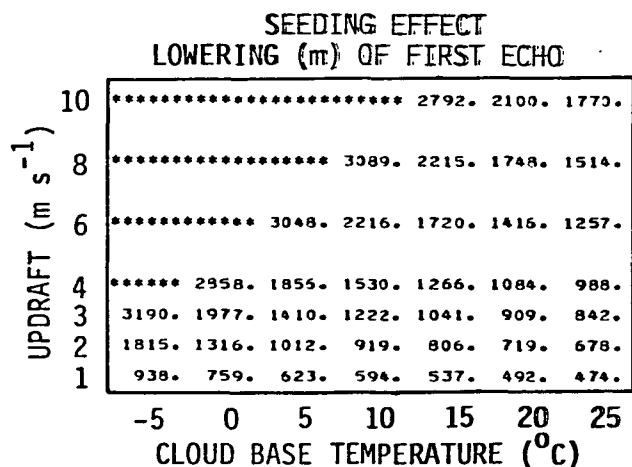 SEEDING EFFECT
LOWERING (m) OF FIRST ECHO
10 ************************ 2792. 2100. 1770.
8 ****************** 3089. 2215. 1748. 1514.
6 ************ 3048. 2216. 1720. 1416. 1257.
4 ****** 2958. 1855. 1530. 1266. 1084. 988.
3 3190. 1977. 1410. 1222. 1041. 909. 842.
2 1815. 1316. 1012. 919. 806. 719. 678.
1 938. 759. 623. 594. 537. 492. 474.
UPDRAFT (m s⁻¹)
-5 0 5 10 15 20 25
CLOUD BASE TEMPERATURE (⁰C)